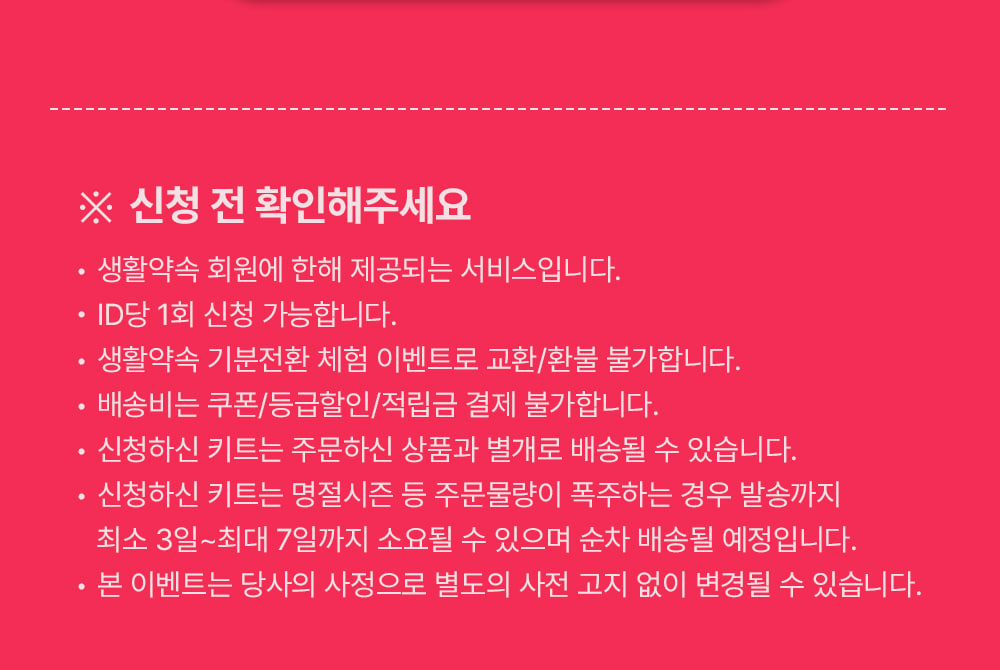 ※ 신청 전 확인해주세요
• 생활약속 회원에 한해 제공되는 서비스입니다.
• ID당 1회 신청 가능합니다.
• 생활약속 기분전환 체험 이벤트로 교환/환불 불가합니다.
• 배송비는 쿠폰/등급할인/적립금 결제 불가합니다.
• 신청하신 키트는 주문하신 상품과 별개로 배송될 수 있습니다.
• 신청하신 키트는 명절시즌 등 주문물량이 폭주하는 경우 발송까지
최소 3일~최대 7일까지 소요될 수 있으며 순차 배송될 예정입니다.
• 본 이벤트는 당사의 사정으로 별도의 사전 고지 없이 변경될 수 있습니다.